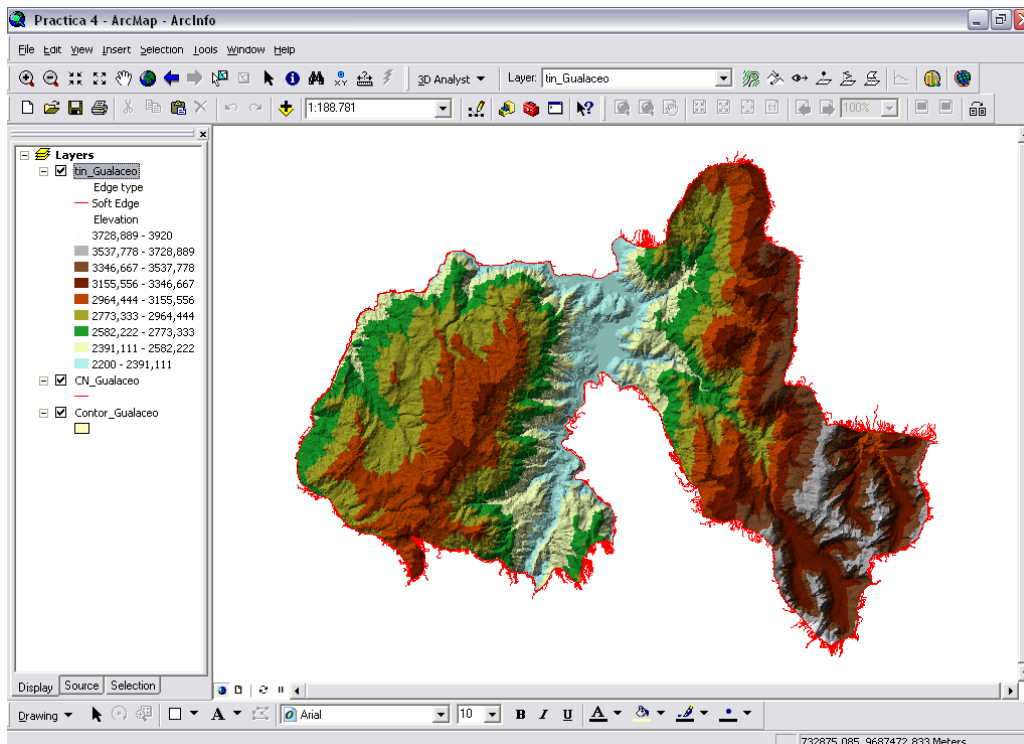 Practica 4 - ArcMap - ArcInfo
File Edit View Insert Selection Tools Window Help
3D Analyst Layer: tin_Gualaceo
1:188.781 100%
Layers
tin_Gualaceo
Edge type
Soft Edge
Elevation
3728,889 - 3920
3537,778 - 3728,889
3346,667 - 3537,778
3155,556 - 3346,667
2964,444 - 3155,556
2773,333 - 2964,444
2582,222 - 2773,333
2391,111 - 2582,222
2200 - 2391,111
CN_Gualaceo
Contor_Gualaceo
Display Source Selection
Drawing A Arial 10 B I U A
732875,085 9687472,833 Meters